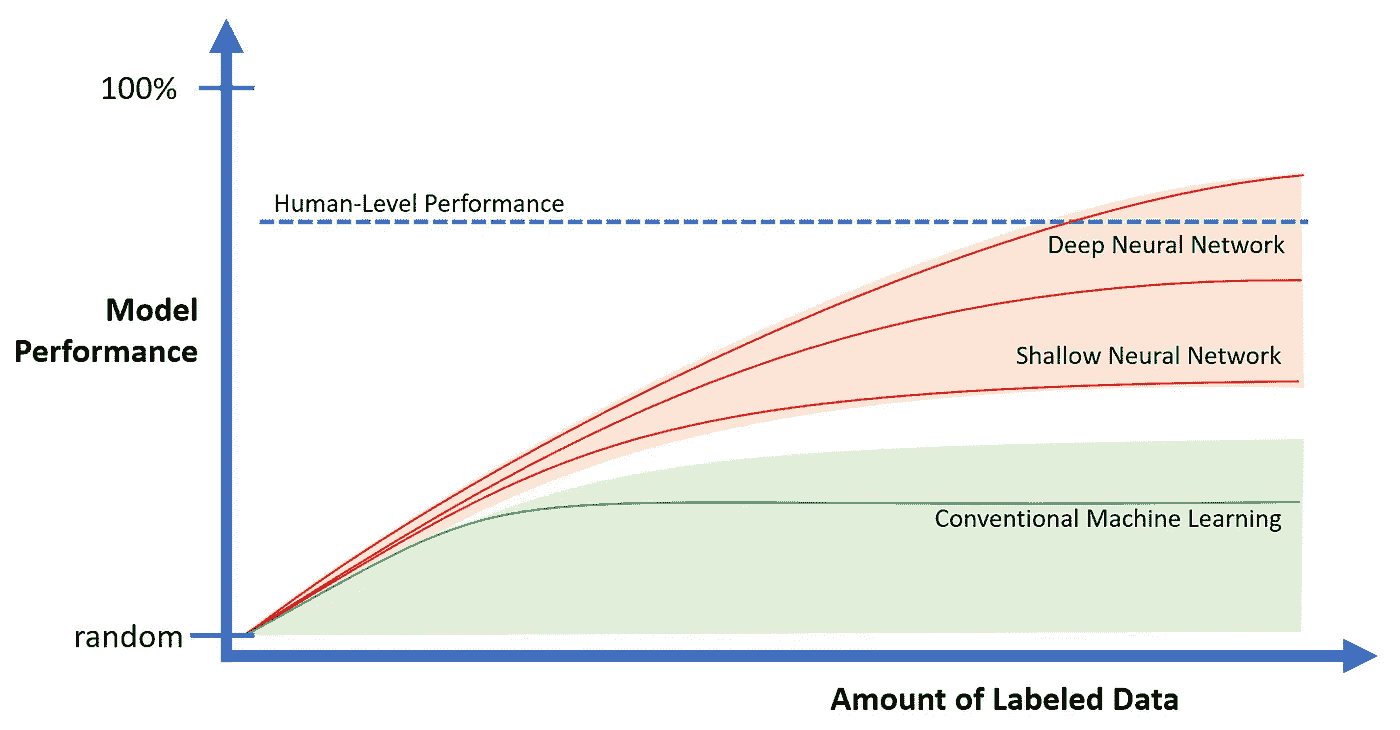 100%
Human-Level Performance
Deep Neural Network
Model
Performance
Shallow Neural Network
Conventional Machine Learning
random
Amount of Labeled Data